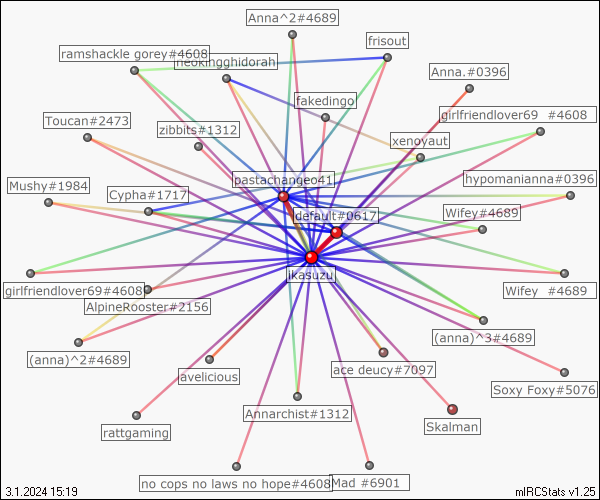 Anna^2#4689
frisout
ramshackle gorey#4608
neokingghidorah
Anna.#0396
fakedingo
girlfriendlover69 #4608
Toucan#2473
zibbits#1312
xenoyaut
pastachangeo41
hypomanianna#0396
Mushy#1984
Cypha#1717
default#0617
Wifey#4689
ikasuzu
girlfriendlover69#4608
Wifey #4689
AlpineRooster#2156
(anna)^3#4689
(anna)^2#4689
ace deucy#7097
avelicious
Soxy Foxy#5076
Annarchist#1312
Skalman
rattgaming
no cops no laws no hope#4608
Mad #6901
3.1.2024 15:19
mIRCStats v1.25